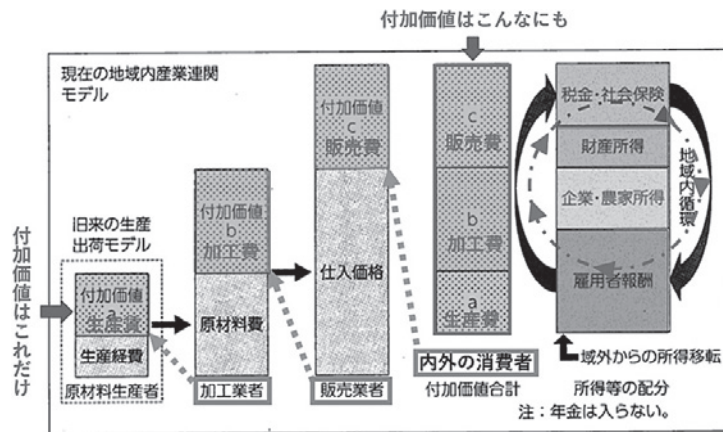 付加価値はこんなにも
現在の地域内産業連関
モデル
付加価値
c
販売費
付加価値
b
加工費
旧来の生産
出荷モデル
付加価値はこれだけ
付加価値
a
生産費
生産経費
原材料生産者
原材料費
加工業者
仕入価格
販売業者
c
販売費
b
加工費
a
生産費
内外の消費者
付加価値合計
税金・社会保険
財産所得
企業・農家所得
雇用者報酬
地域内循環
域外からの所得移転
所得等の配分
注：年金は入らない。